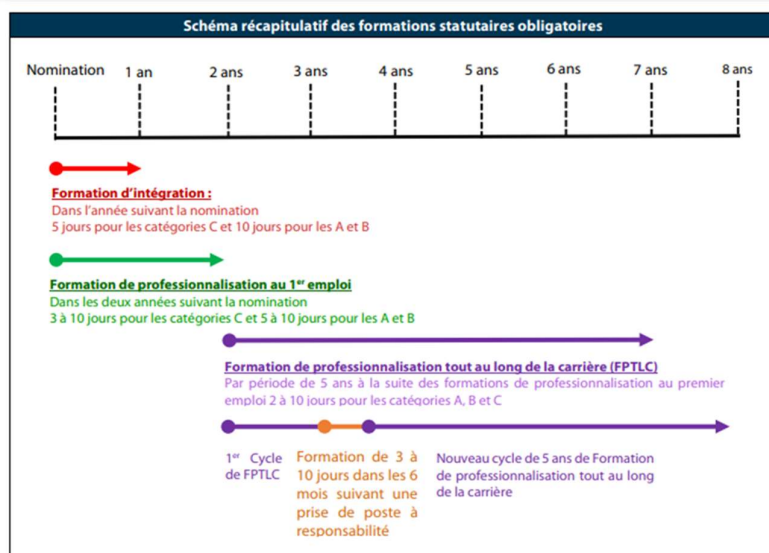 Schéma récapitulatif des formations statutaires obligatoires
Nomination 1 an 2 ans 3 ans 4 ans 5 ans 6 ans 7 ans 8 ans
Formation d'intégration :
Dans l'année suivant la nomination
5 jours pour les catégories C et 10 jours pour les A et B
Formation de professionnalisation au 1er emploi
Dans les deux années suivant la nomination
3 à 10 jours pour les catégories C et 5 à 10 jours pour les A et B
Formation de professionnalisation tout au long de la carrière (FPTLC)
Par période de 5 ans à la suite des formations de professionnalisation au premier
emploi 2 à 10 jours pour les catégories A, B et C
1er Cycle
de FPTLC
Formation de 3 à
10 jours dans les 6
mois suivant une
prise de poste à
responsabilité
Nouveau cycle de 5 ans de Formation
de professionnalisation tout au long
de la carrière